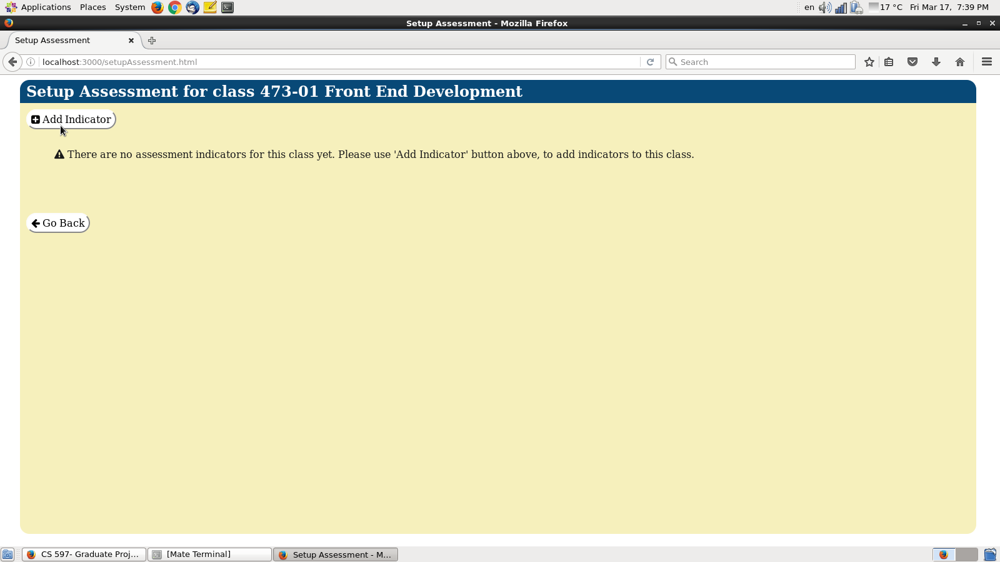 Applications Places System en 17 °C Fri Mar 17, 7:39 PM
Setup Assessment - Mozilla Firefox
Setup Assessment
localhost:3000/setupAssessment.html Search
Setup Assessment for class 473-01 Front End Development
Add Indicator
There are no assessment indicators for this class yet. Please use 'Add Indicator' button above, to add indicators to this class.
Go Back
CS 597- Graduate Proj... [Mate Terminal] Setup Assessment - M...